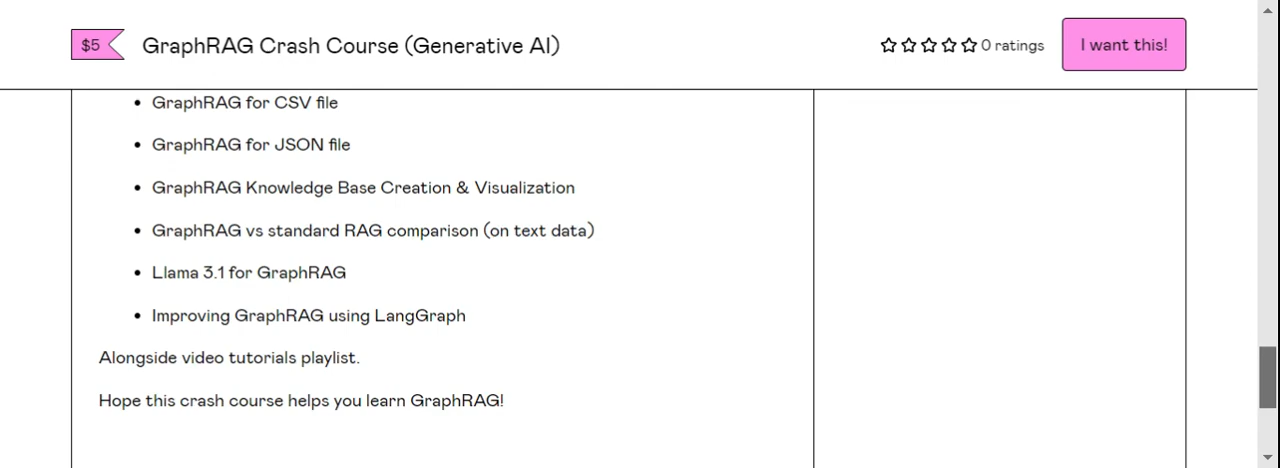 $5
GraphRAG Crash Course (Generative AI)
0 ratings
I want this!
• GraphRAG for CSV file
• GraphRAG for JSON file
• GraphRAG Knowledge Base Creation & Visualization
• GraphRAG vs standard RAG comparison (on text data)
• Llama 3.1 for GraphRAG
• Improving GraphRAG using LangGraph
Alongside video tutorials playlist.
Hope this crash course helps you learn GraphRAG!